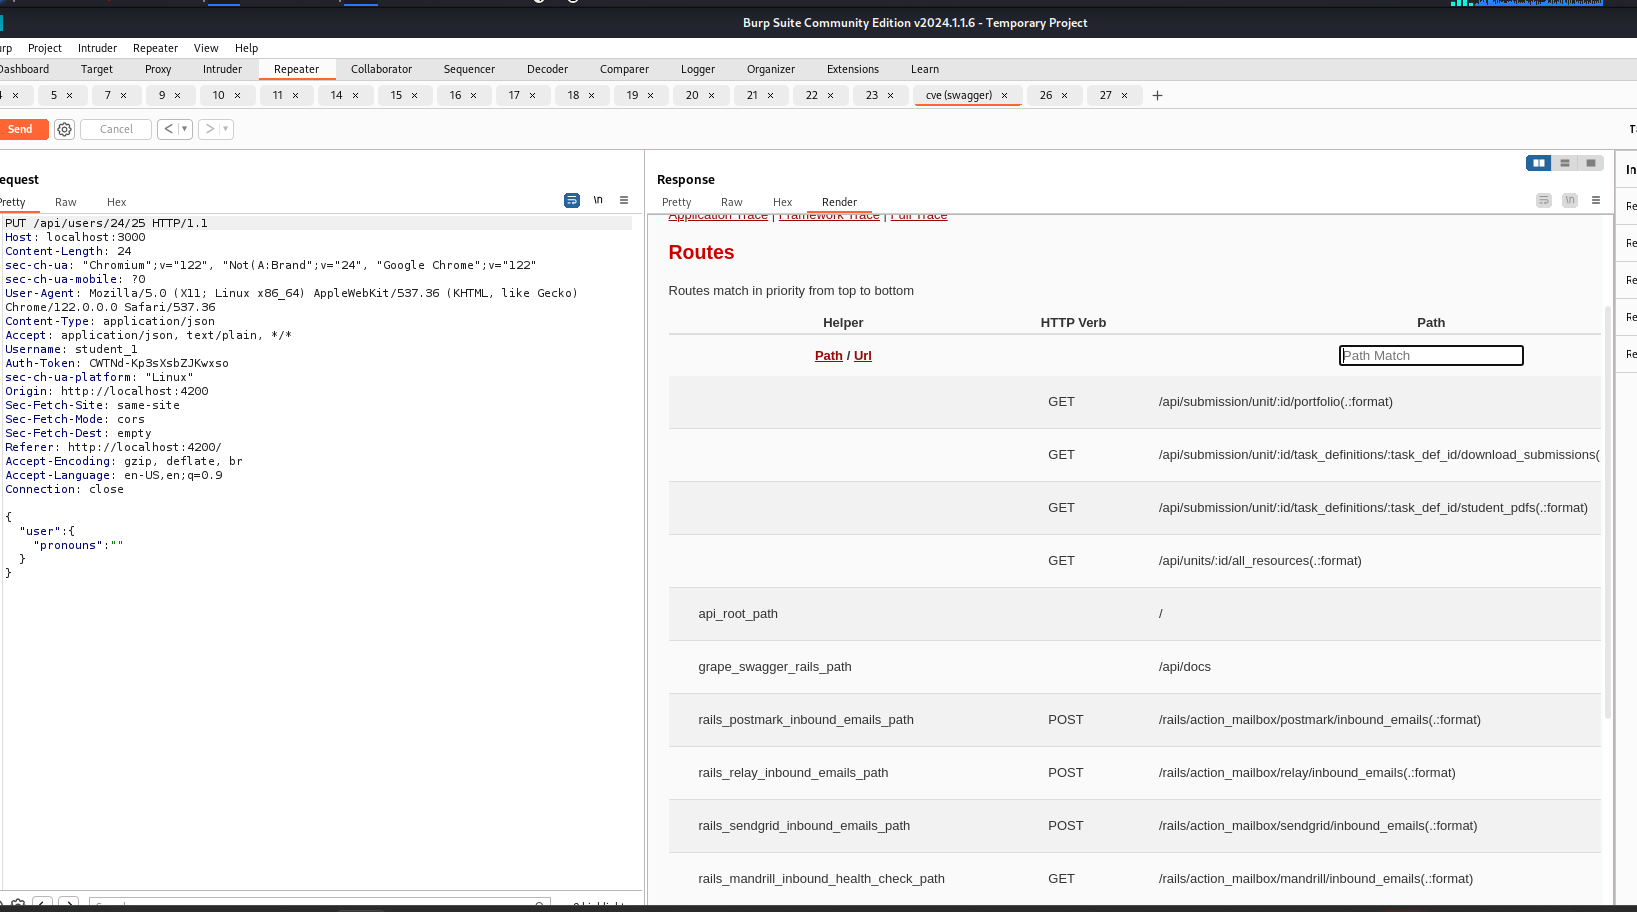 Burp Suite Community Edition v2024.1.1.6 - Temporary Project
urp Project Intruder Repeater View Help
Dashboard Target Proxy Intruder Repeater Collaborator Sequencer Decoder Comparer Logger Organizer Extensions Learn
4 × 5 × 7 × 9 × 10 × 11 × 14 × 15 × 16 × 17 × 18 × 19 × 20 × 21 × 22 × 23 × cve (swagger) × 26 × 27 × +
Send Cancel < ▾ > ▾ T
equest
Pretty Raw Hex \n ≡
PUT /api/users/24/25 HTTP/1.1
Host: localhost:3000
Content-Length: 24
sec-ch-ua: "Chromium";v="122", "Not(A:Brand";v="24", "Google Chrome";v="122"
sec-ch-ua-mobile: ?0
User-Agent: Mozilla/5.0 (X11; Linux x86_64) AppleWebKit/537.36 (KHTML, like Gecko)
Chrome/122.0.0.0 Safari/537.36
Content-Type: application/json
Accept: application/json, text/plain, */*
Username: student_1
Auth-Token: CWTNd-Kp3sXsbZJKwxso
sec-ch-ua-platform: "Linux"
Origin: http://localhost:4200
Sec-Fetch-Site: same-site
Sec-Fetch-Mode: cors
Sec-Fetch-Dest: empty
Referer: http://localhost:4200/
Accept-Encoding: gzip, deflate, br
Accept-Language: en-US,en;q=0.9
Connection: close
{
"user":{
"pronouns":""
}
}
Response
Pretty Raw Hex Render \n ≡
Application Trace | Framework Trace | Full Trace
Routes
Routes match in priority from top to bottom
Helper HTTP Verb Path
Path / Url Path Match
GET /api/submission/unit/:id/portfolio(.:format)
GET /api/submission/unit/:id/task_definitions/:task_def_id/download_submissions(
GET /api/submission/unit/:id/task_definitions/:task_def_id/student_pdfs(.:format)
GET /api/units/:id/all_resources(.:format)
api_root_path /
grape_swagger_rails_path /api/docs
rails_postmark_inbound_emails_path POST /rails/action_mailbox/postmark/inbound_emails(.:format)
rails_relay_inbound_emails_path POST /rails/action_mailbox/relay/inbound_emails(.:format)
rails_sendgrid_inbound_emails_path POST /rails/action_mailbox/sendgrid/inbound_emails(.:format)
rails_mandrill_inbound_health_check_path GET /rails/action_mailbox/mandrill/inbound_emails(.:format)
In
Re
Re
Re
Re
Re